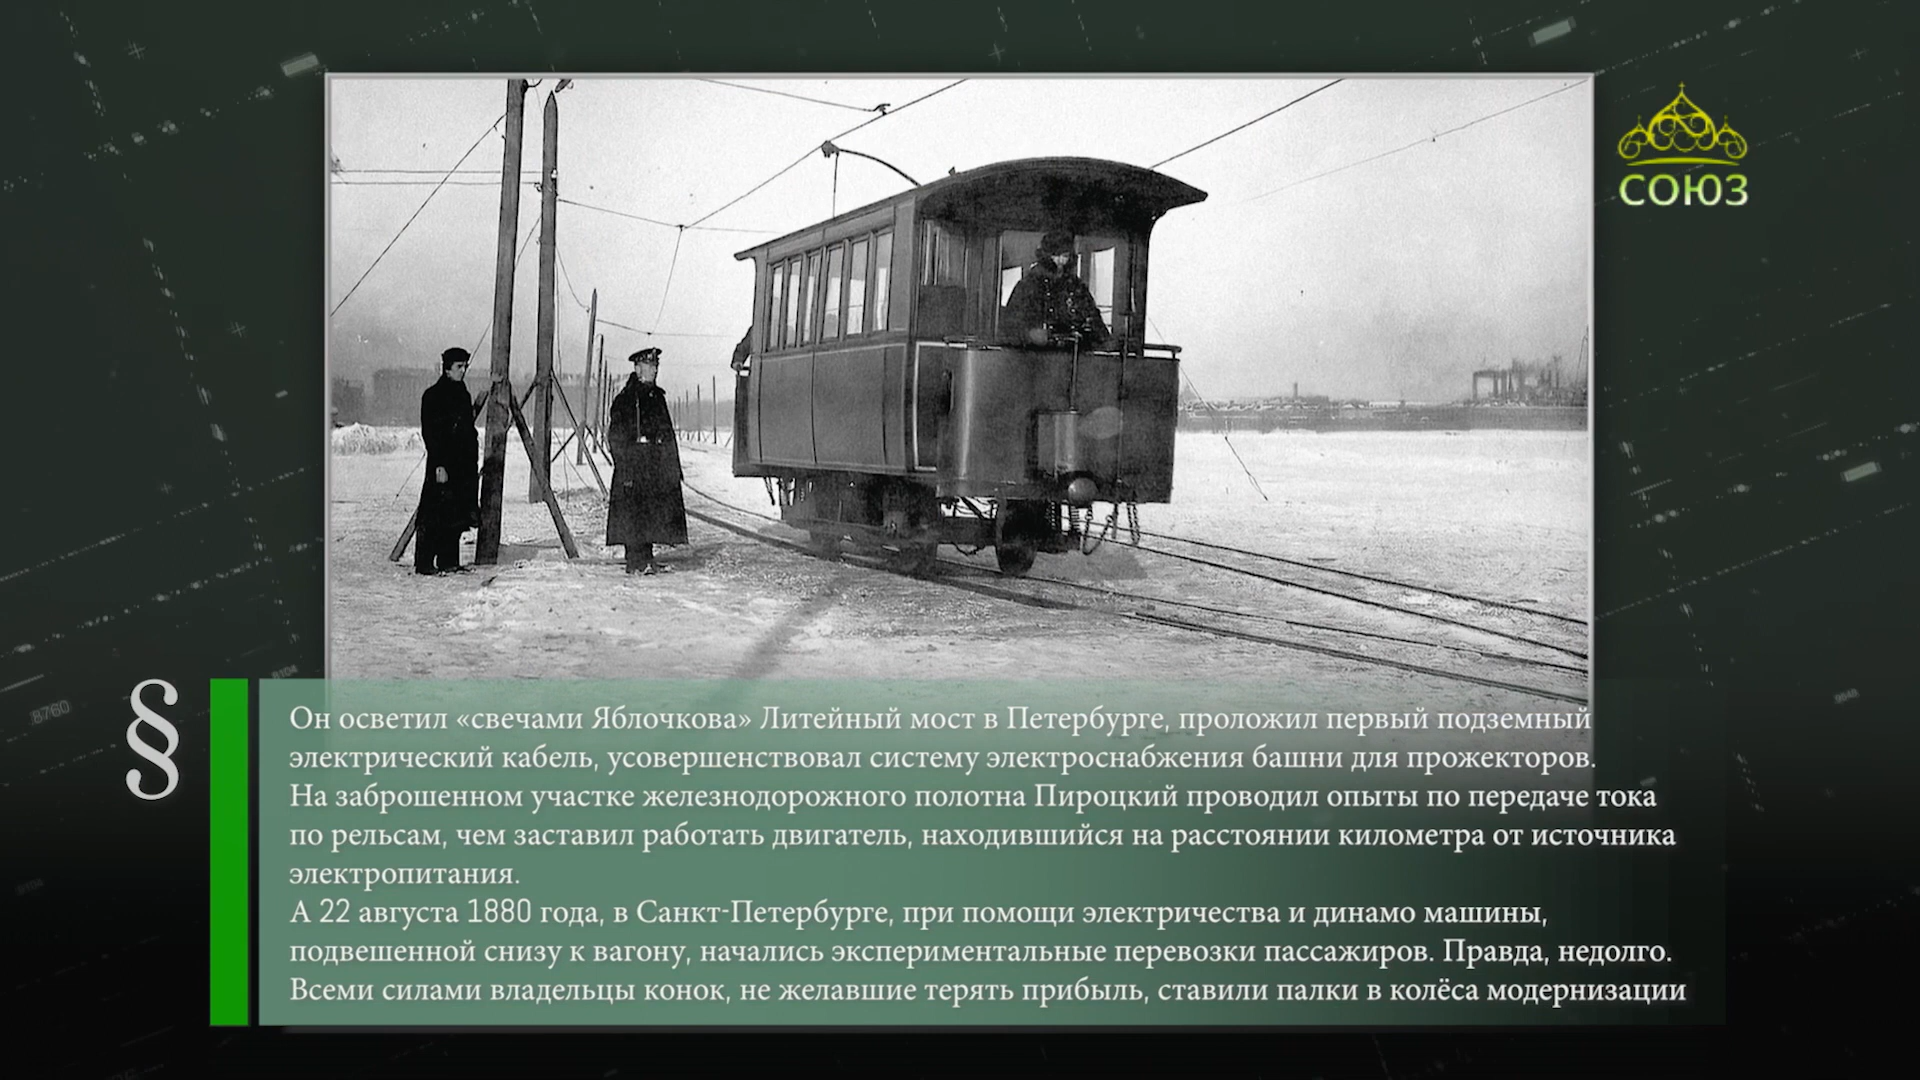 СОЮЗ
§
8760
Он осветил «свечами Яблочкова» Литейный мост в Петербурге, проложил первый подземный
электрический кабель, усовершенствовал систему электроснабжения башни для прожекторов.
На заброшенном участке железнодорожного полотна Пироцкий проводил опыты по передаче тока
по рельсам, чем заставил работать двигатель, находившийся на расстоянии километра от источника
электропитания.
А 22 августа 1880 года, в Санкт-Петербурге, при помощи электричества и динамо машины,
подвешенной снизу к вагону, начались экспериментальные перевозки пассажиров. Правда, недолго.
Всеми силами владельцы конок, не желавшие терять прибыль, ставили палки в колёса модернизации